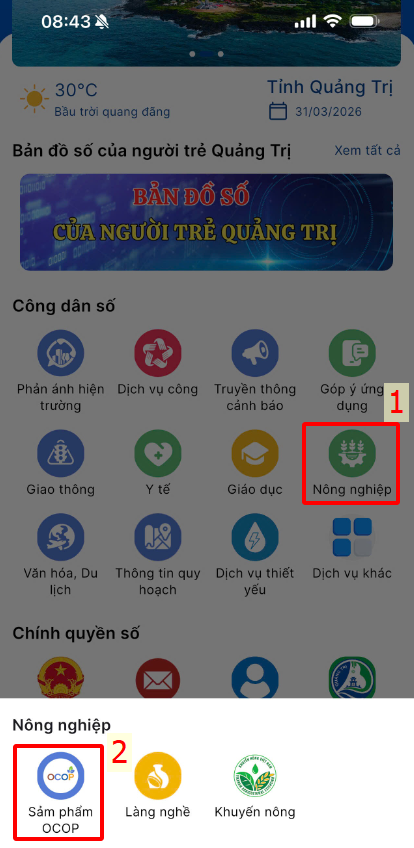 08:43
30°C
Bầu trời quang đãng
Tỉnh Quảng Trị
31/03/2026
Bản đồ số của người trẻ Quảng Trị
Xem tất cả
BẢN ĐỒ SỐ
CỦA NGƯỜI TRẺ QUẢNG TRỊ
Công dân số
Phản ánh hiện
trường
Dịch vụ công
Truyền thông
cảnh báo
Góp ý ứng
dụng
1
Giao thông
Y tế
Giáo dục
Nông nghiệp
Văn hóa, Du
lịch
Thông tin quy
hoạch
Dịch vụ thiết
yếu
Dịch vụ khác
Chính quyền số
Nông nghiệp
2
OCOP
Sản phẩm
OCOP
Làng nghề
Khuyến nông